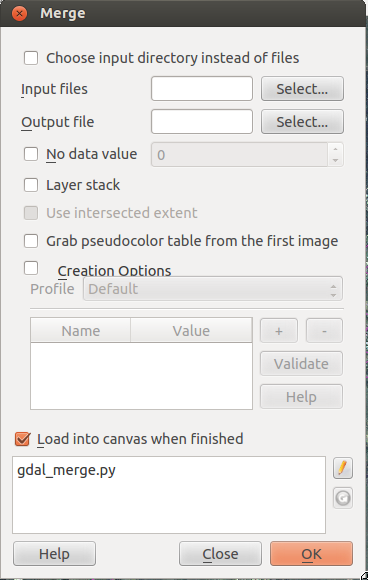 Merge
Choose input directory instead of files
Input files Select...
Output file Select...
No data value 0
Layer stack
Use intersected extent
Grab pseudocolor table from the first image
Creation Options
Profile Default
Name Value + -
Validate
Help
Load into canvas when finished
gdal_merge.py
Help Close OK